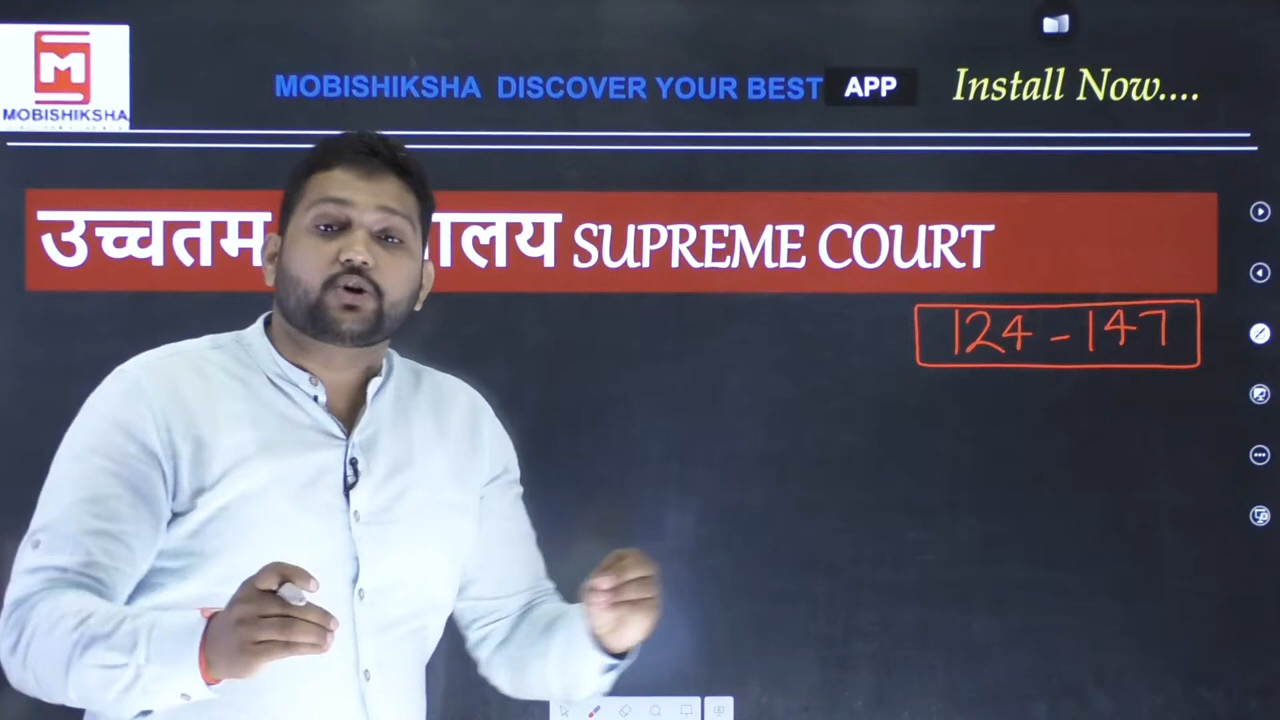 M
MOBISHIKSHA
MOBISHIKSHA DISCOVER YOUR BEST APP Install Now....
उच्चतम ालय SUPREME COURT
124-147